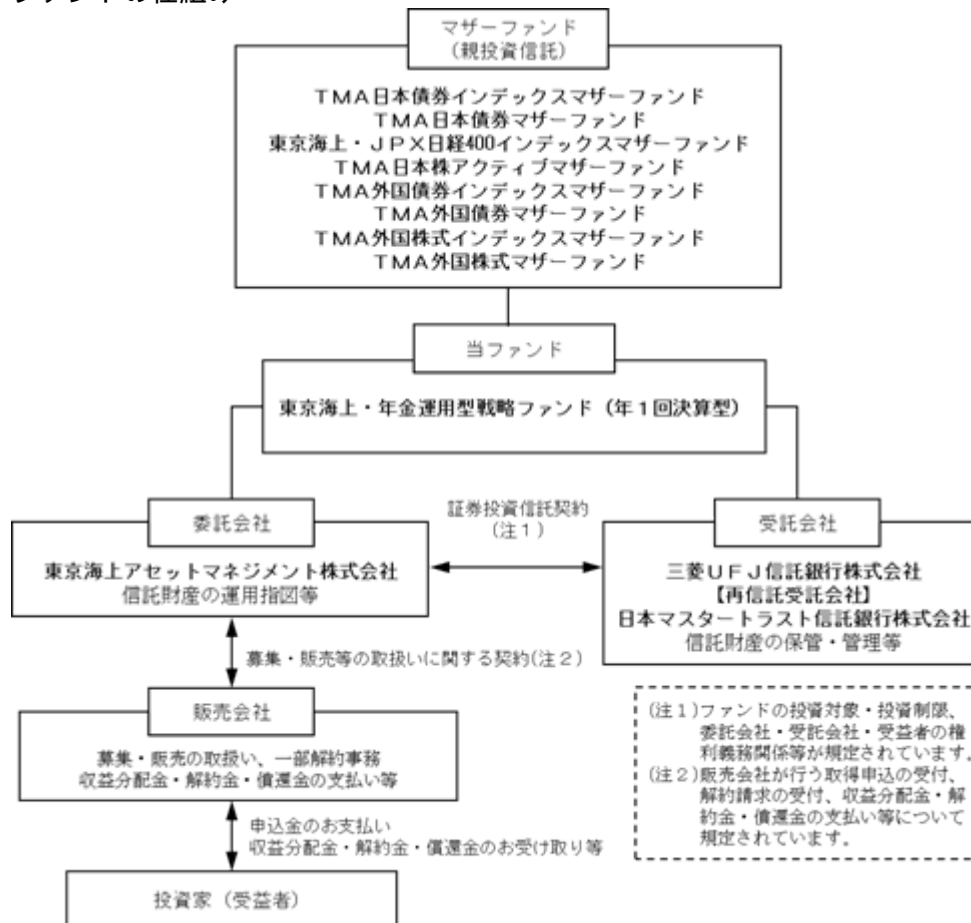 ファンドの仕組み
マザーファンド
(親投資信託)
TMA日本債券インデックスマザーファンド
TMA日本債券マザーファンド
東京海上・JPX日経400インデックスマザーファンド
TMA日本株アクティブマザーファンド
TMA外国債券インデックスマザーファンド
TMA外国債券マザーファンド
TMA外国株式インデックスマザーファンド
TMA外国株式マザーファンド
当ファンド
東京海上・年金運用型戦略ファンド(年1回決算型)
委託会社
東京海上アセットマネジメント株式会社
信託財産の運用指図等
証券投資信託契約
(注1)
受託会社
三菱UFJ信託銀行株式会社
【再信託受託会社】
日本マスタートラスト信託銀行株式会社
信託財産の保管・管理等
募集・販売等の取扱いに関する契約(注2)
販売会社
募集・販売の取扱い、一部解約事務
収益分配金・解約金・償還金の支払い等
申込金のお支払い
収益分配金・解約金・償還金のお受け取り等
投資家(受益者)
(注1)ファンドの投資対象・投資制限、
委託会社・受託会社・受益者の権
利義務関係等が規定されています。
(注2)販売会社が行う取得申込の受付、
解約請求の受付、収益分配金・解
約金・償還金の支払い等について
規定されています。